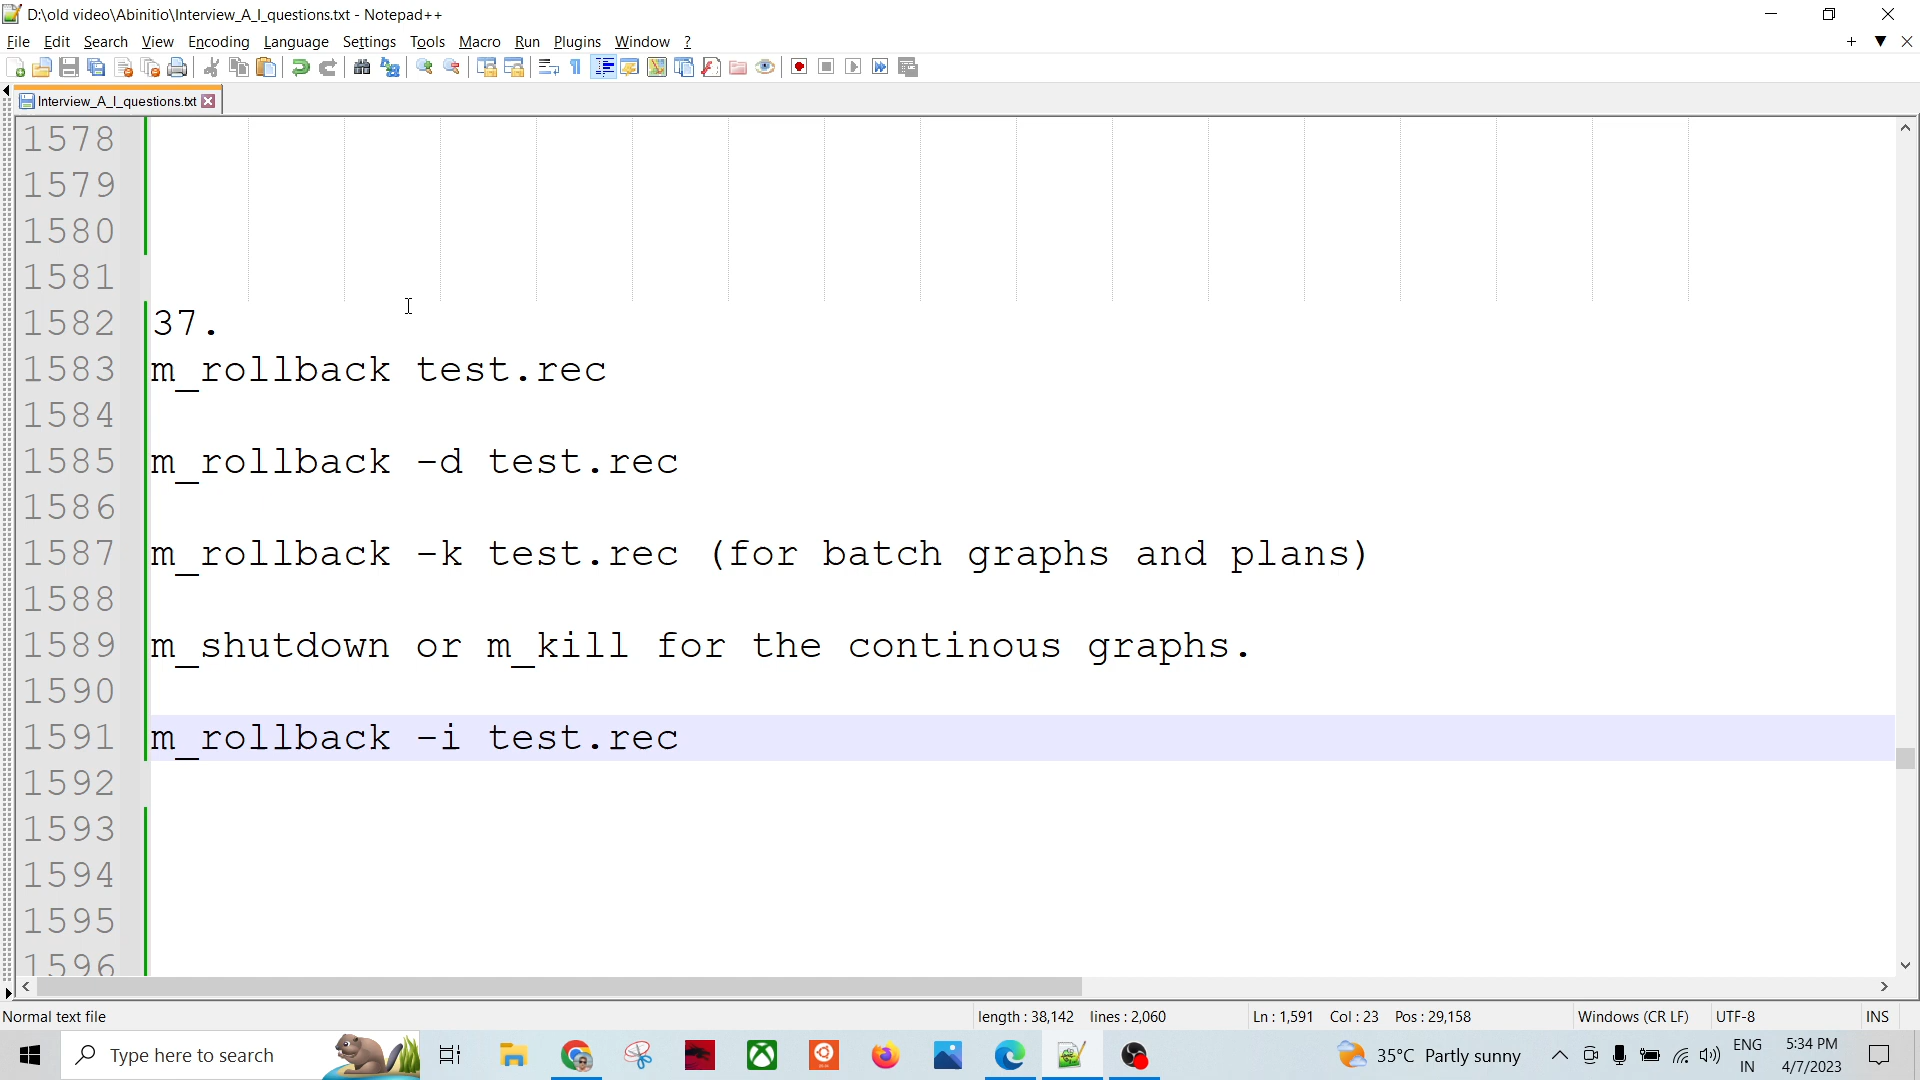 D:\old video\Abinitio\Interview_A_I_questions.txt - Notepad++
File Edit Search View Encoding Language Settings Tools Macro Run Plugins Window ?
Interview_A_I_questions.txt
1578
1579
1580
1581
1582 37.
1583 m_rollback test.rec
1584
1585 m_rollback -d test.rec
1586
1587 m_rollback -k test.rec (for batch graphs and plans)
1588
1589 m_shutdown or m_kill for the continous graphs.
1590
1591 m_rollback -i test.rec
1592
1593
1594
1595
1596
Normal text file length : 38,142 lines : 2,060 Ln : 1,591 Col : 23 Pos : 29,158 Windows (CR LF) UTF-8 INS
Type here to search 35°C Partly sunny ENG 5:34 PM
IN 4/7/2023